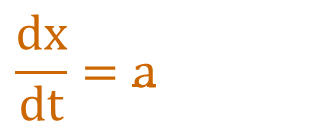 dx/dt = a